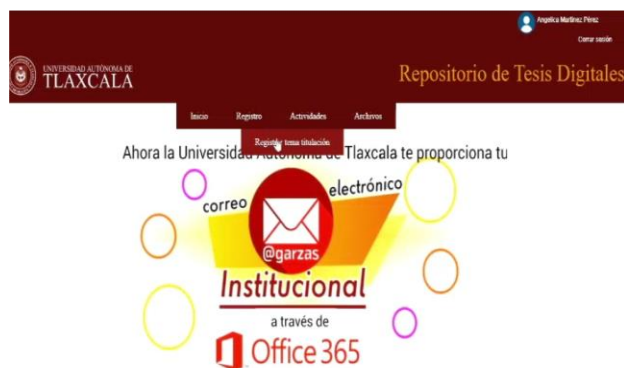 Angelica Martínez Pérez
Cerrar sesión
UNIVERSIDAD AUTÓNOMA DE
TLAXCALA
Repositorio de Tesis Digitales
Inicio Registro Actividades Archivos
Registrar tema titulación
Ahora la Universidad Autónoma de Tlaxcala te proporciona tu
correo electrónico
@garzas
Institucional
a través de
Office 365